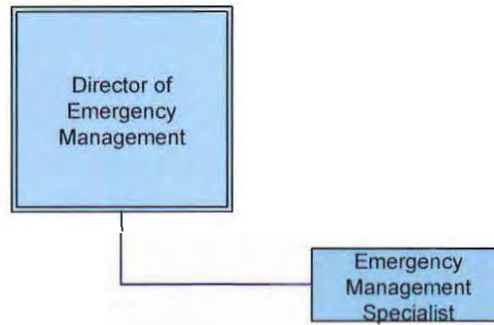 Director of
Emergency
Management
Emergency
Management
Specialist